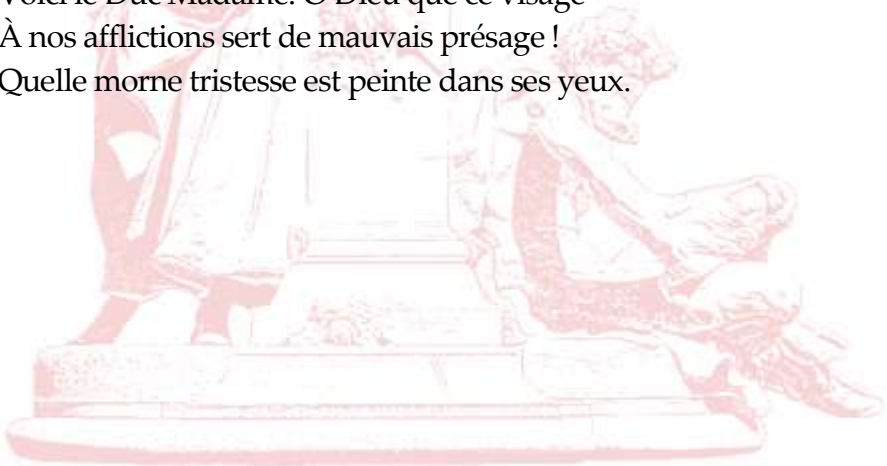 Voici le Duc Madame. Ô Dieu que ce visage
À nos afflictions sert de mauvais présage !
Quelle morne tristesse est peinte dans ses yeux.